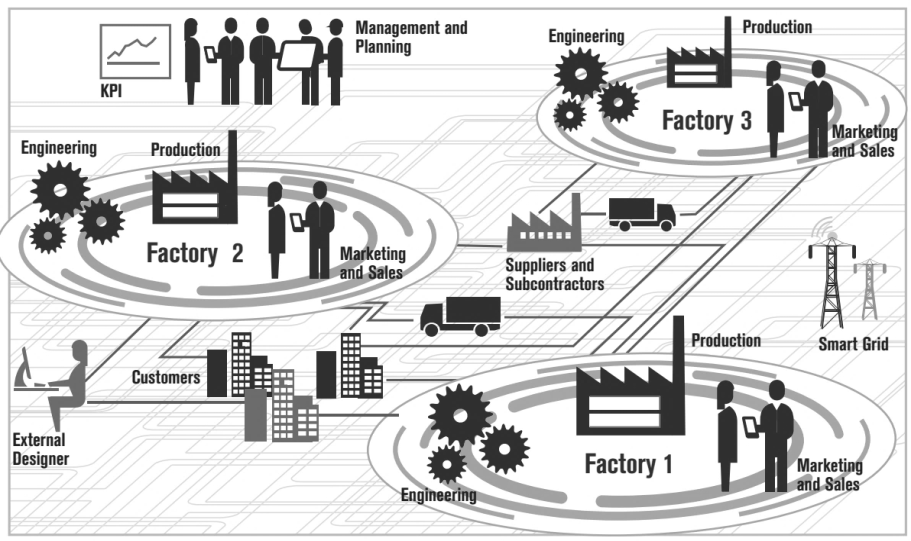 Management and
Planning
KPI
Engineering
Production
Factory 3
Marketing
and Sales
Engineering
Production
Factory 2
Marketing
and Sales
Suppliers and
Subcontractors
Smart Grid
Customers
External
Designer
Production
Factory 1
Marketing
and Sales
Engineering